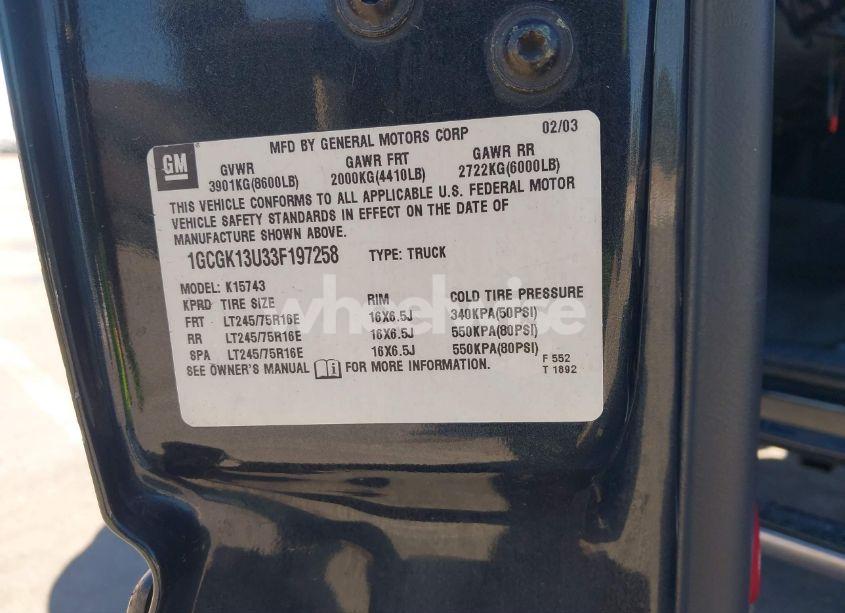 GM
MFD BY GENERAL MOTORS CORP 02/03
GVWR GAWR FRT GAWR RR
3901KG(8600LB) 2000KG(4410LB) 2722KG(6000LB)
THIS VEHICLE CONFORMS TO ALL APPLICABLE U.S. FEDERAL MOTOR
VEHICLE SAFETY STANDARDS IN EFFECT ON THE DATE OF
MANUFACTURE SHOWN ABOVE.
1GCGK13U33F197258 TYPE: TRUCK
MODEL: K15743
KPRD TIRE SIZE RIM COLD TIRE PRESSURE
FRT LT245/75R16E 16X6.5J 340KPA(50PSI)
RR LT245/75R16E 16X6.5J 550KPA(80PSI)
SPA LT245/75R16E 16X6.5J 550KPA(80PSI)
SEE OWNER'S MANUAL FOR MORE INFORMATION.
F 552
T 1892
wheelwise